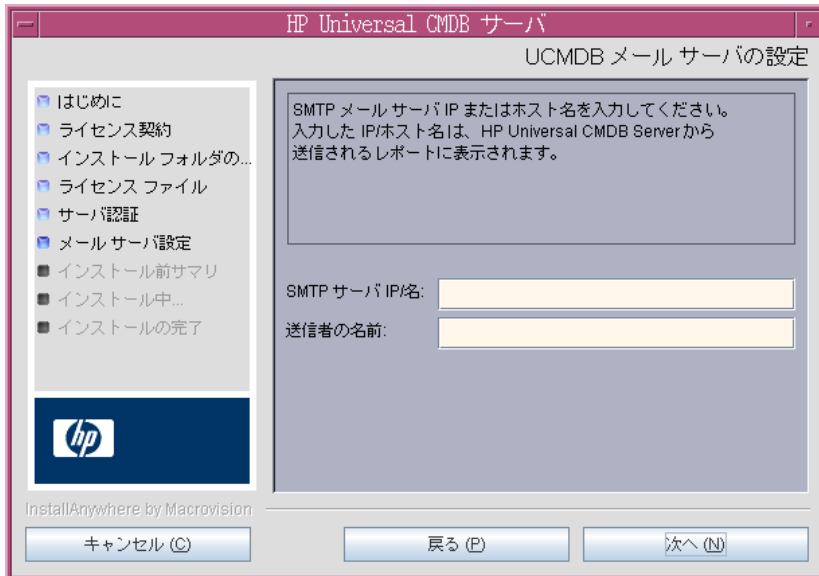 HP Universal CMDB サーバ
UCMDB メール サーバの設定
はじめに
ライセンス契約
インストール フォルダの...
ライセンス ファイル
サーバ認証
メール サーバ設定
インストール前サマリ
インストール中...
インストールの完了
SMTP メール サーバ IP またはホスト名を入力してください。
入力した IP/ホスト名は、HP Universal CMDB Serverから
送信されるレポートに表示されます。
SMTP サーバ IP/名:
送信者の名前:
hp
InstallAnywhere by Macrovision
キャンセル (C)
戻る (P)
次へ (N)